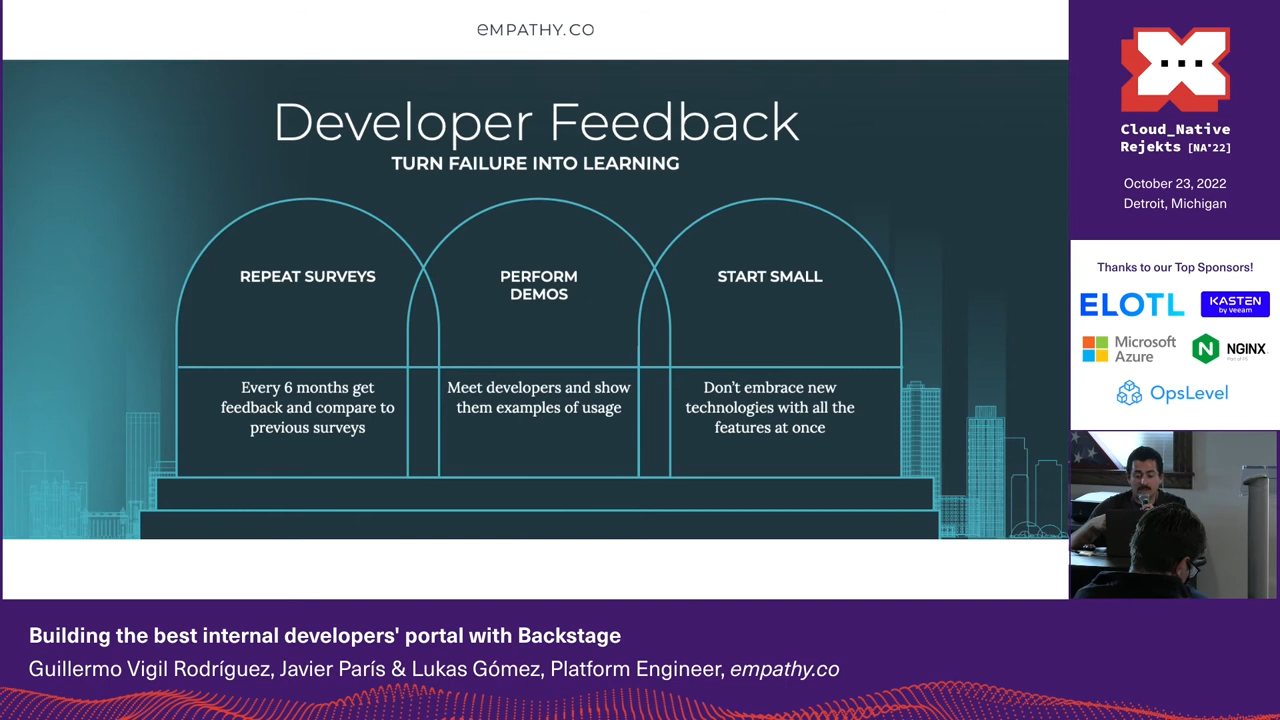 eMPATHY.CO
Developer Feedback
TURN FAILURE INTO LEARNING
REPEAT SURVEYS
Every 6 months get
feedback and compare to
previous surveys
PERFORM
DEMOS
Meet developers and show
them examples of usage
START SMALL
Don't embrace new
technologies with all the
features at once
Cloud_Native
Rejekts [NA'22]
October 23, 2022
Detroit, Michigan
Thanks to our Top Sponsors!
ELOTL
KASTEN
by Veeam
Microsoft
Azure
N
NGINX
Part of F5
OpsLevel
Building the best internal developers' portal with Backstage
Guillermo Vigil Rodríguez, Javier París & Lukas Gómez, Platform Engineer, empathy.co